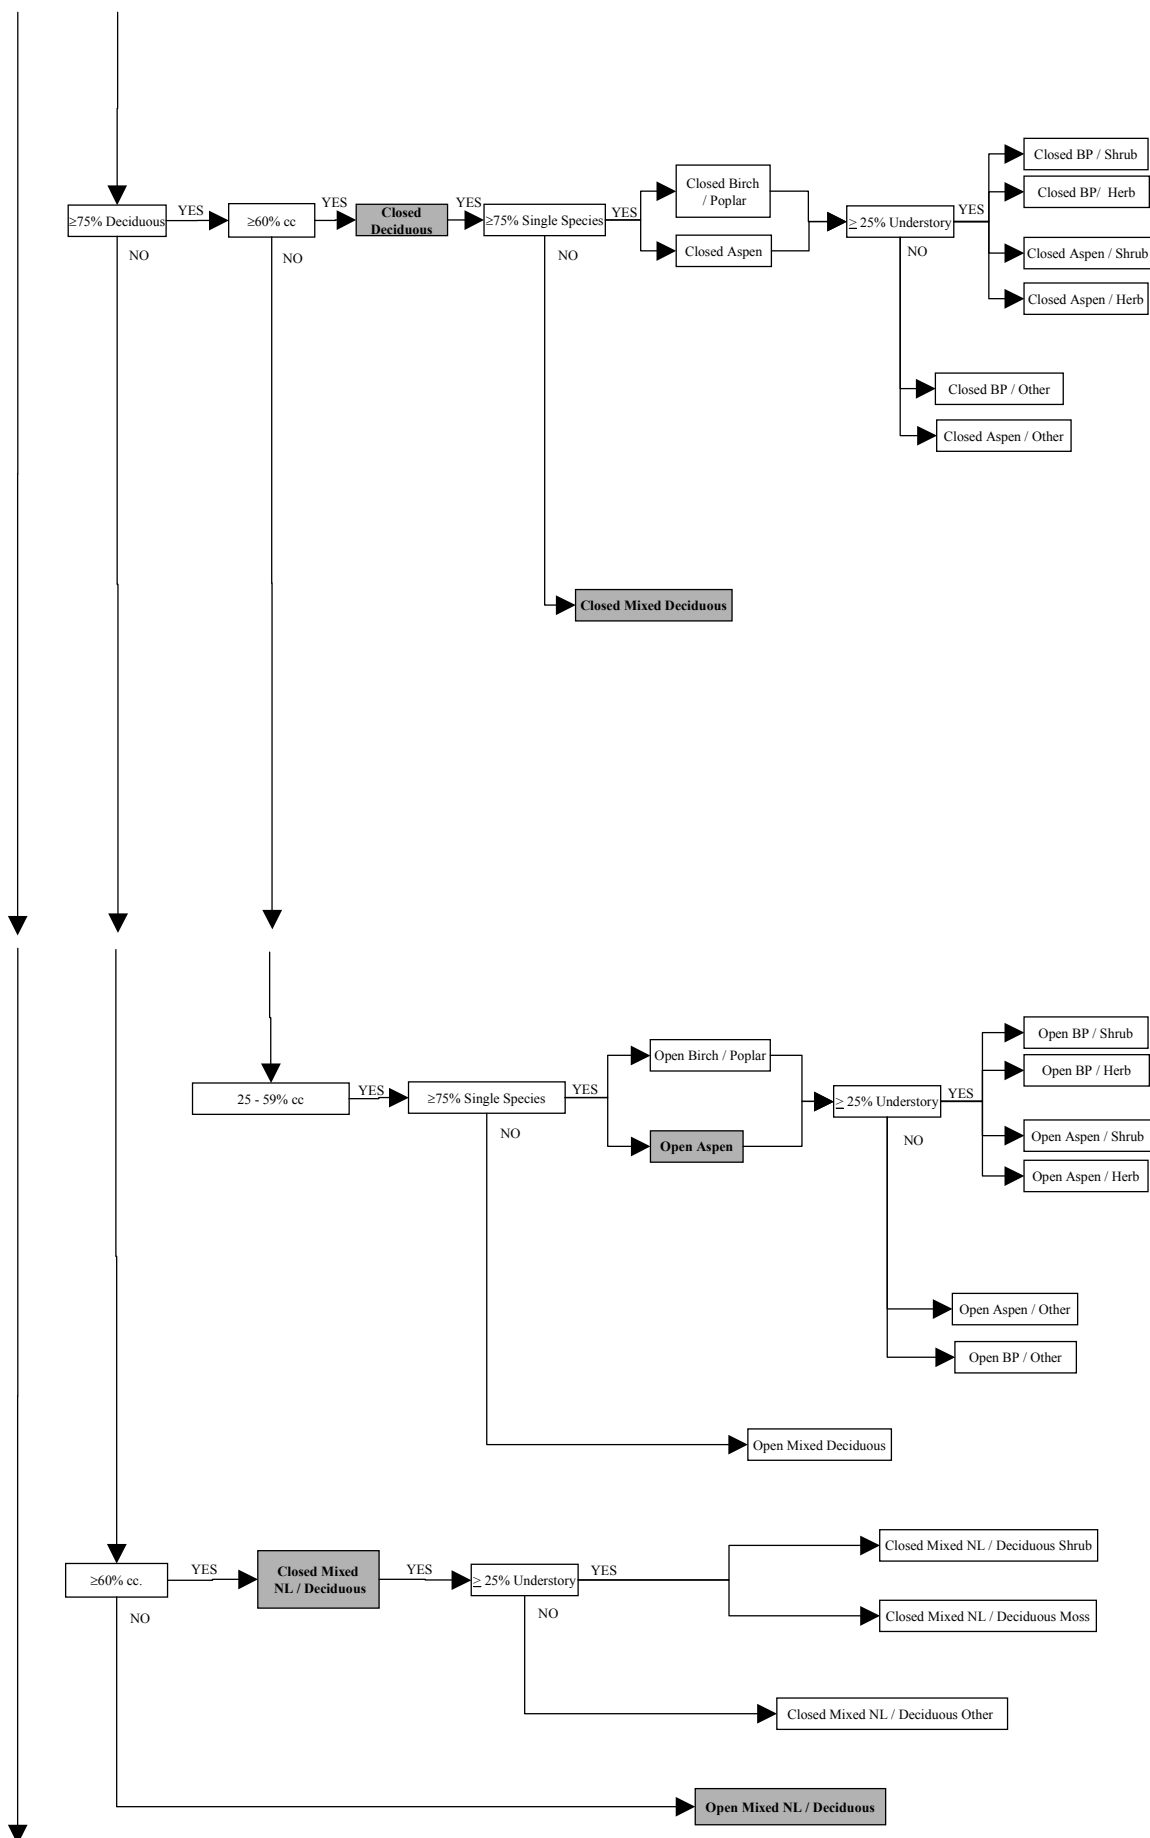 Closed BP / Shrub
Closed Birch
/ Poplar
Closed BP/ Herb
≥75% Deciduous
YES
≥60% cc
YES
Closed
Deciduous
YES
≥75% Single Species
YES
≥ 25% Understory
YES
NO
NO
NO
Closed Aspen
NO
Closed Aspen / Shrub
Closed Aspen / Herb
Closed BP / Other
Closed Aspen / Other
Closed Mixed Deciduous
Open BP / Shrub
Open Birch / Poplar
Open BP / Herb
25 - 59% cc
YES
≥75% Single Species
YES
≥ 25% Understory
YES
NO
Open Aspen
NO
Open Aspen / Shrub
Open Aspen / Herb
Open Aspen / Other
Open BP / Other
Open Mixed Deciduous
Closed Mixed NL / Deciduous Shrub
≥60% cc.
YES
Closed Mixed
NL / Deciduous
YES
≥ 25% Understory
YES
NO
NO
Closed Mixed NL / Deciduous Moss
Closed Mixed NL / Deciduous Other
Open Mixed NL / Deciduous